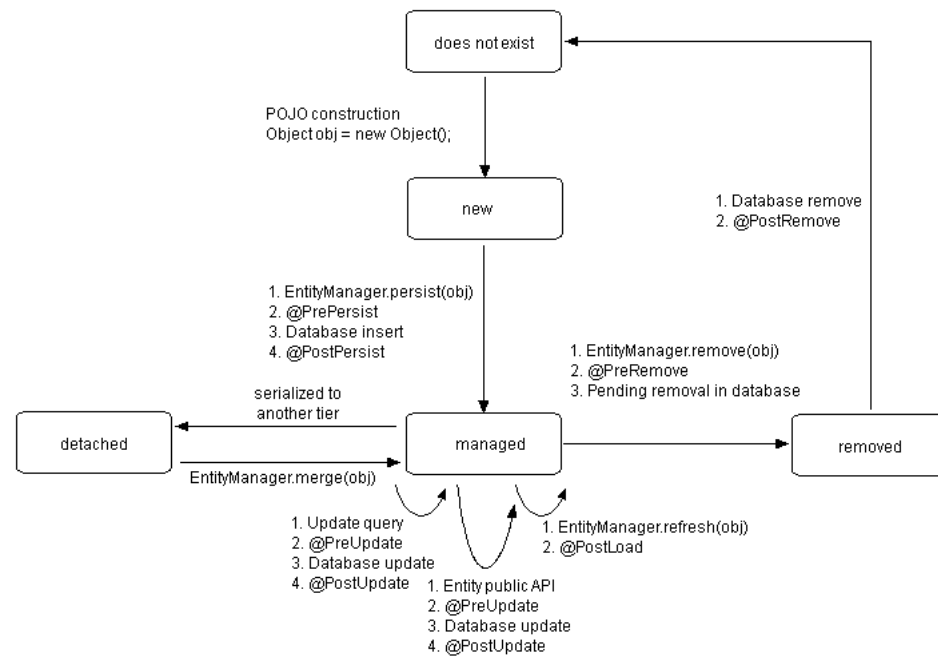 does not exist
POJO construction
Object obj = new Object();
new
1. Database remove
2. @PostRemove
1. EntityManager.persist(obj)
2. @PrePersist
3. Database insert
4. @PostPersist
1. EntityManager.remove(obj)
2. @PreRemove
3. Pending removal in database
serialized to
another tier
detached
managed
removed
EntityManager.merge(obj)
1. Update query
2. @PreUpdate
3. Database update
4. @PostUpdate
1. EntityManager.refresh(obj)
2. @PostLoad
1. Entity public API
2. @PreUpdate
3. Database update
4. @PostUpdate